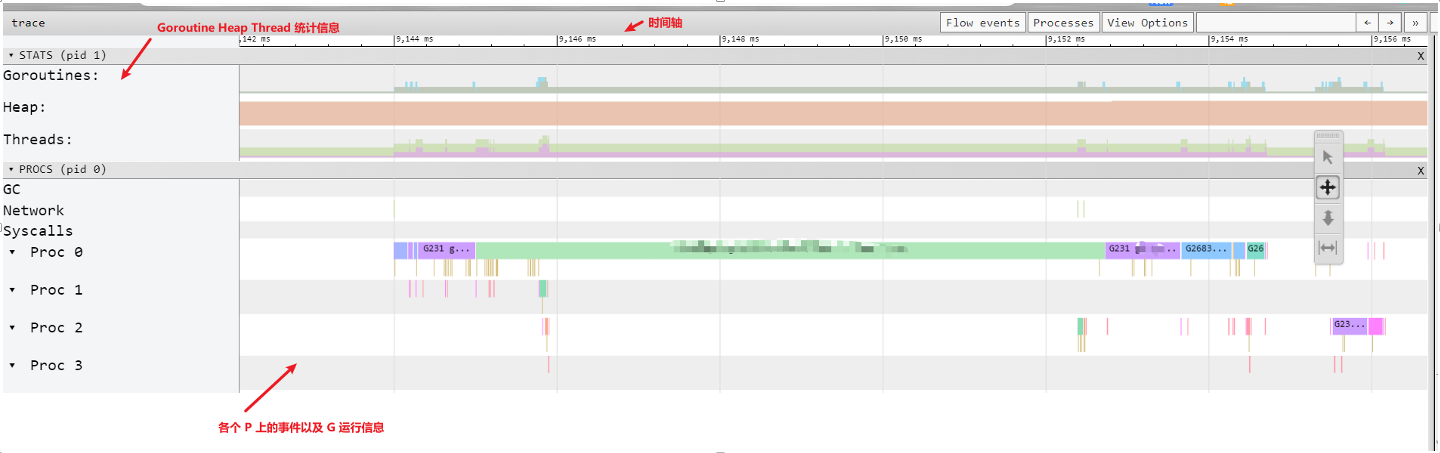 trace
Goroutine Heap Thread 统计信息
时间轴
Flow events
Processes
View Options
←
→
»
,142 ms
9,144 ms
9,146 ms
9,148 ms
9,150 ms
9,152 ms
9,154 ms
9,156 ms
▾ STATS (pid 1)
X
Goroutines:
Heap:
Threads:
▾ PROCS (pid 0)
X
GC
Network
Syscalls
▾ Proc 0
G231 g...
G231 g
..
G2683...
G26
▾ Proc 1
▾ Proc 2
G23...
▾ Proc 3
各个 P 上的事件以及 G 运行信息